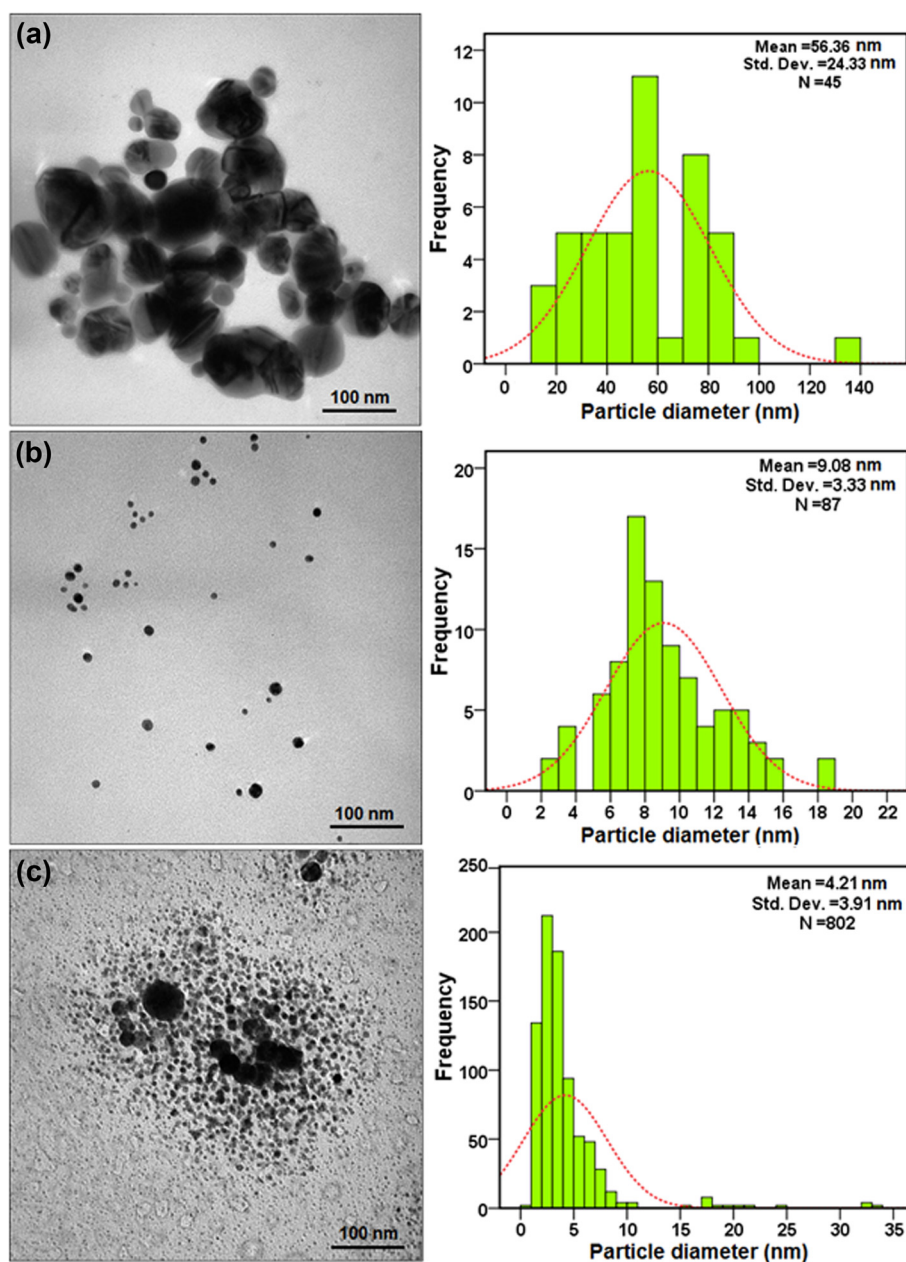 (a)
100 nm
Mean =56.36 nm
Std. Dev. =24.33 nm
N =45
Frequency
12
10
8
6
4
2
0
0 20 40 60 80 100 120 140
Particle diameter (nm)
(b)
100 nm
Mean =9.08 nm
Std. Dev. =3.33 nm
N =87
Frequency
20
15
10
5
0
0 2 4 6 8 10 12 14 16 18 20 22
Particle diameter (nm)
(c)
100 nm
Mean =4.21 nm
Std. Dev. =3.91 nm
N =802
Frequency
250
200
150
100
50
0
0 5 10 15 20 25 30 35
Particle diameter (nm)